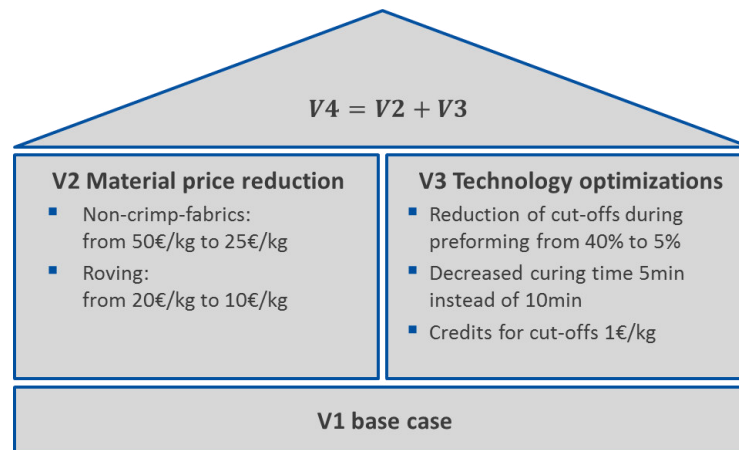 V4 = V2 + V3
V2 Material price reduction
▪ Non-crimp-fabrics:
from 50€/kg to 25€/kg
▪ Roving:
from 20€/kg to 10€/kg
V3 Technology optimizations
▪ Reduction of cut-offs during
preforming from 40% to 5%
▪ Decreased curing time 5min
instead of 10min
▪ Credits for cut-offs 1€/kg
V1 base case